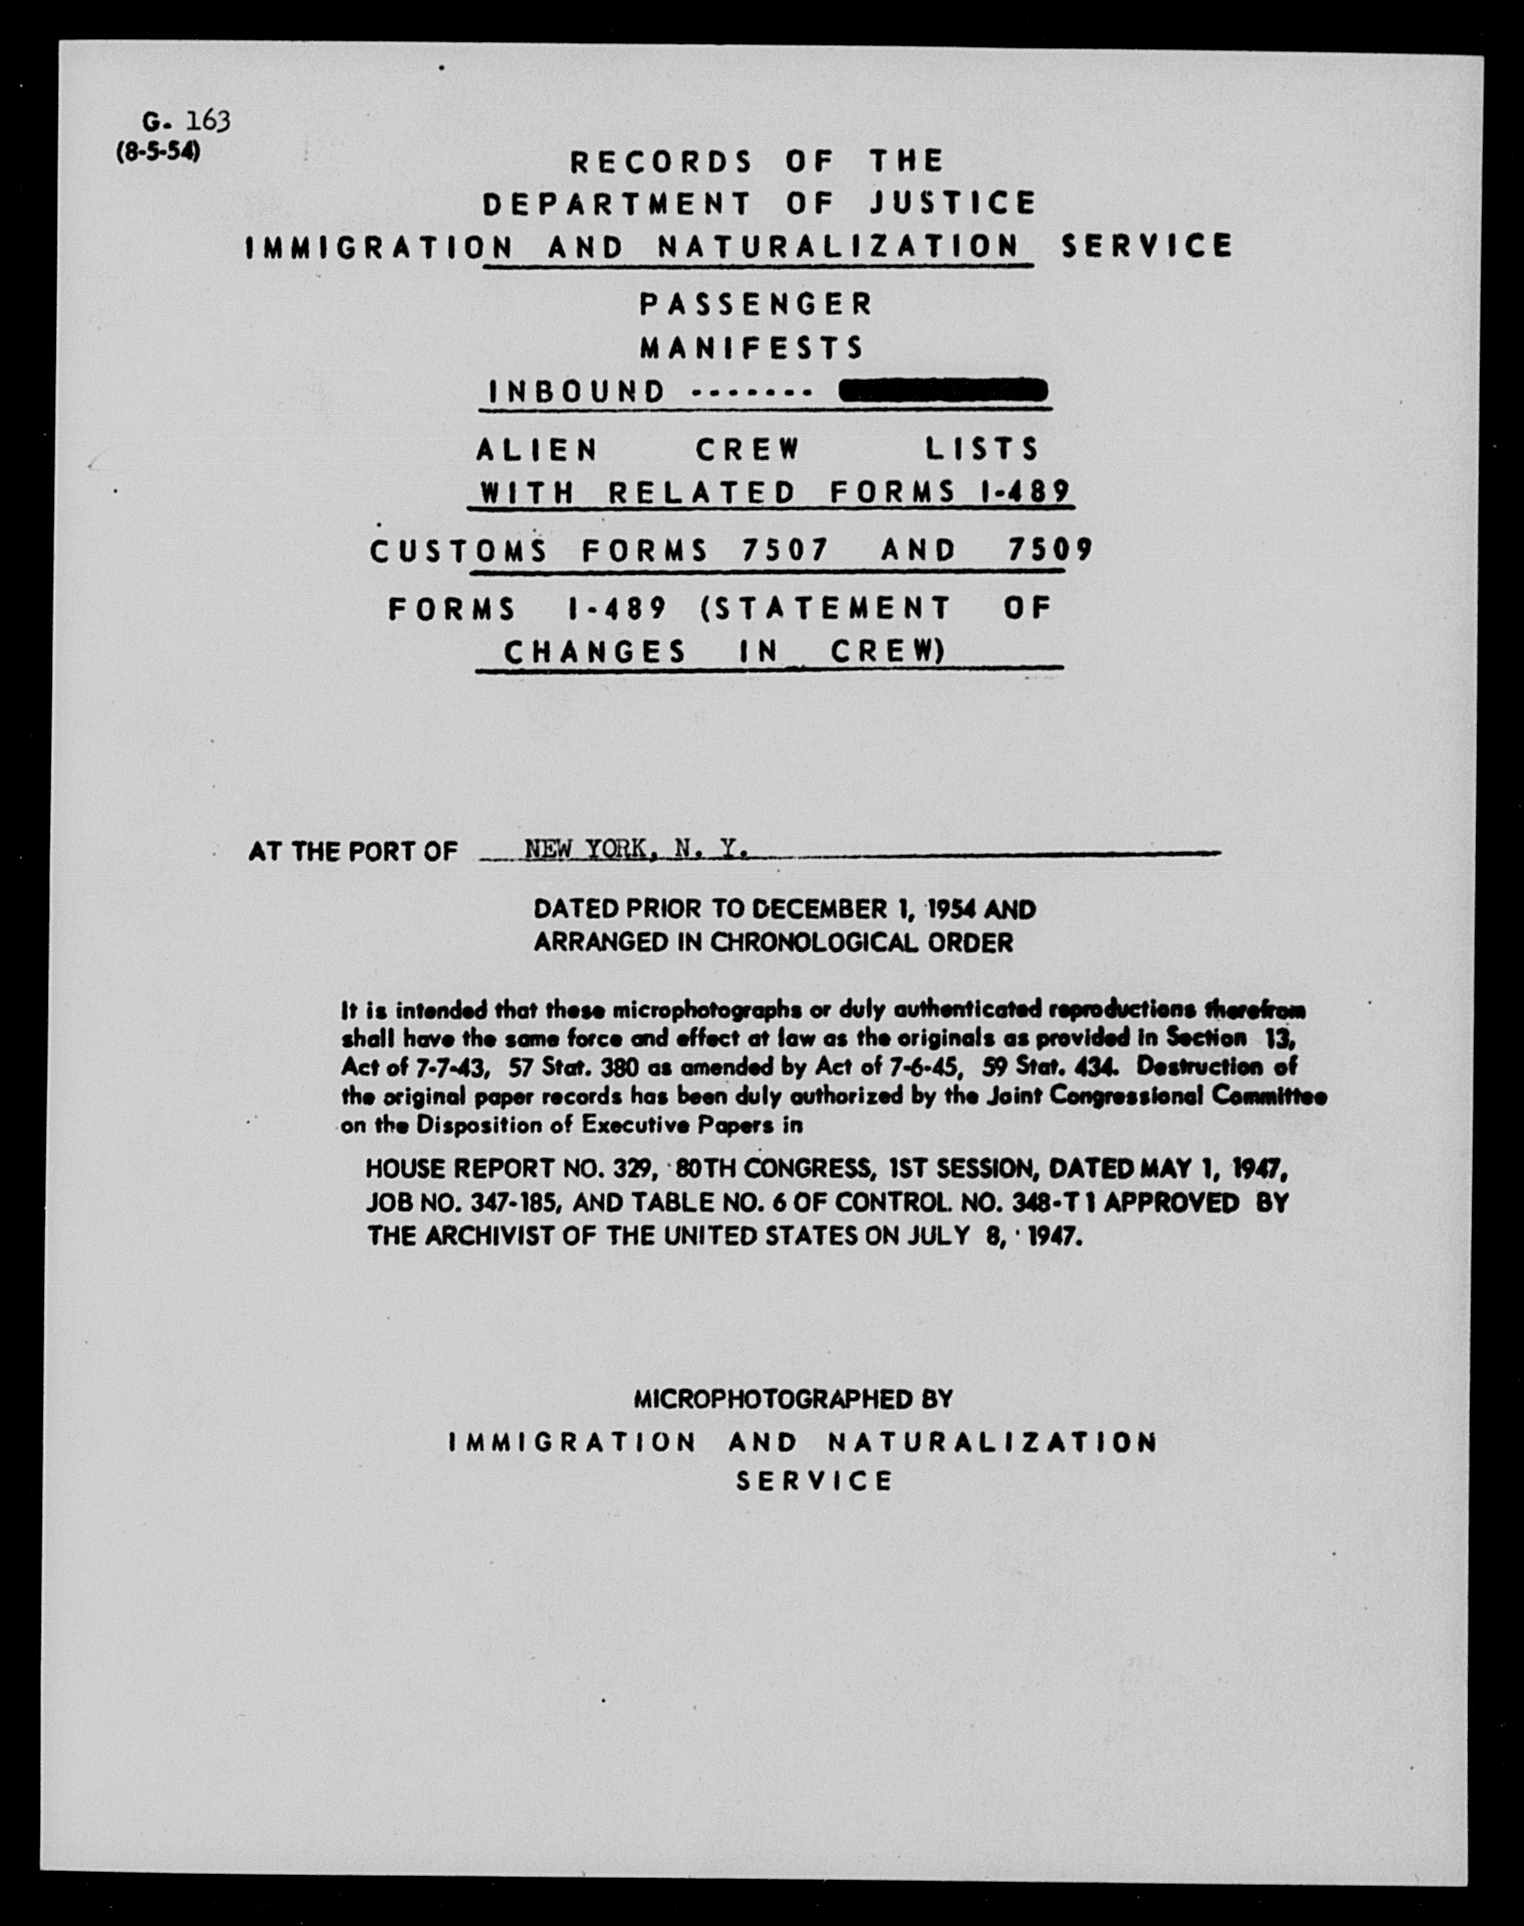 G. 163
(8-5-54)
RECORDS OF THE
DEPARTMENT OF JUSTICE
IMMIGRATION AND NATURALIZATION SERVICE
PASSENGER
MANIFESTS
INBOUND -------
ALIEN CREW LISTS
WITH RELATED FORMS I-489
CUSTOMS FORMS 7507 AND 7509
FORMS I-489 (STATEMENT OF
CHANGES IN CREW)
AT THE PORT OF NEW YORK, N. Y.
DATED PRIOR TO DECEMBER 1, 1954 AND
ARRANGED IN CHRONOLOGICAL ORDER
It is intended that these microphotographs or duly authenticated reproductions therefrom
shall have the same force and effect at law as the originals as provided in Section 13,
Act of 7-7-43, 57 Stat. 380 as amended by Act of 7-6-45, 59 Stat. 434. Destruction of
the original paper records has been duly authorized by the Joint Congressional Committee
on the Disposition of Executive Papers in
HOUSE REPORT NO. 329, 80TH CONGRESS, 1ST SESSION, DATED MAY 1, 1947,
JOB NO. 347-185, AND TABLE NO. 6 OF CONTROL NO. 348-T1 APPROVED BY
THE ARCHIVIST OF THE UNITED STATES ON JULY 8, 1947.
MICROPHOTOGRAPHED BY
IMMIGRATION AND NATURALIZATION
SERVICE